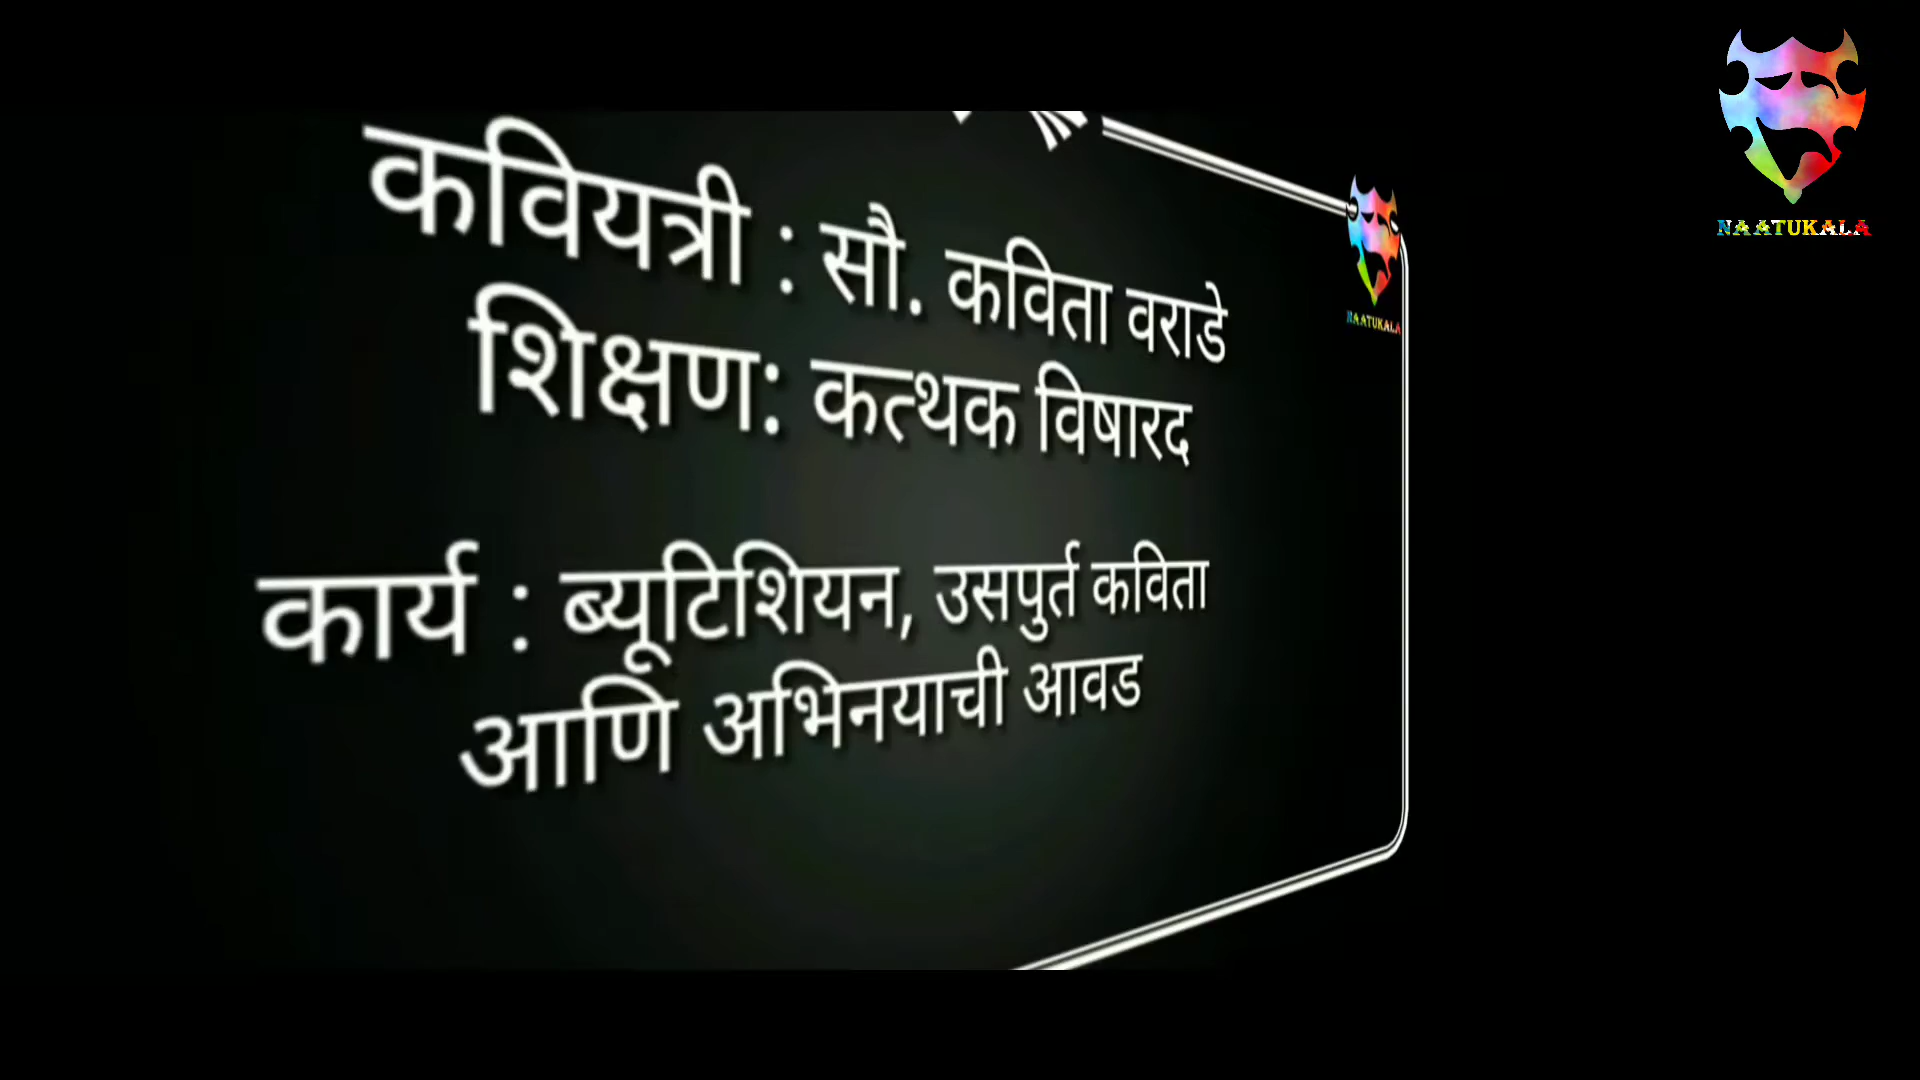 NAATUKALA
NAATUKALA
कवियत्री : सौ. कविता वराडे
शिक्षण: कत्थक विषारद
कार्य : ब्यूटिशियन, उसपुर्त कविता
आणि अभिनयाची आवड